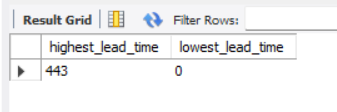 Result Grid Filter Rows:
highest_lead_time lowest_lead_time
443 0